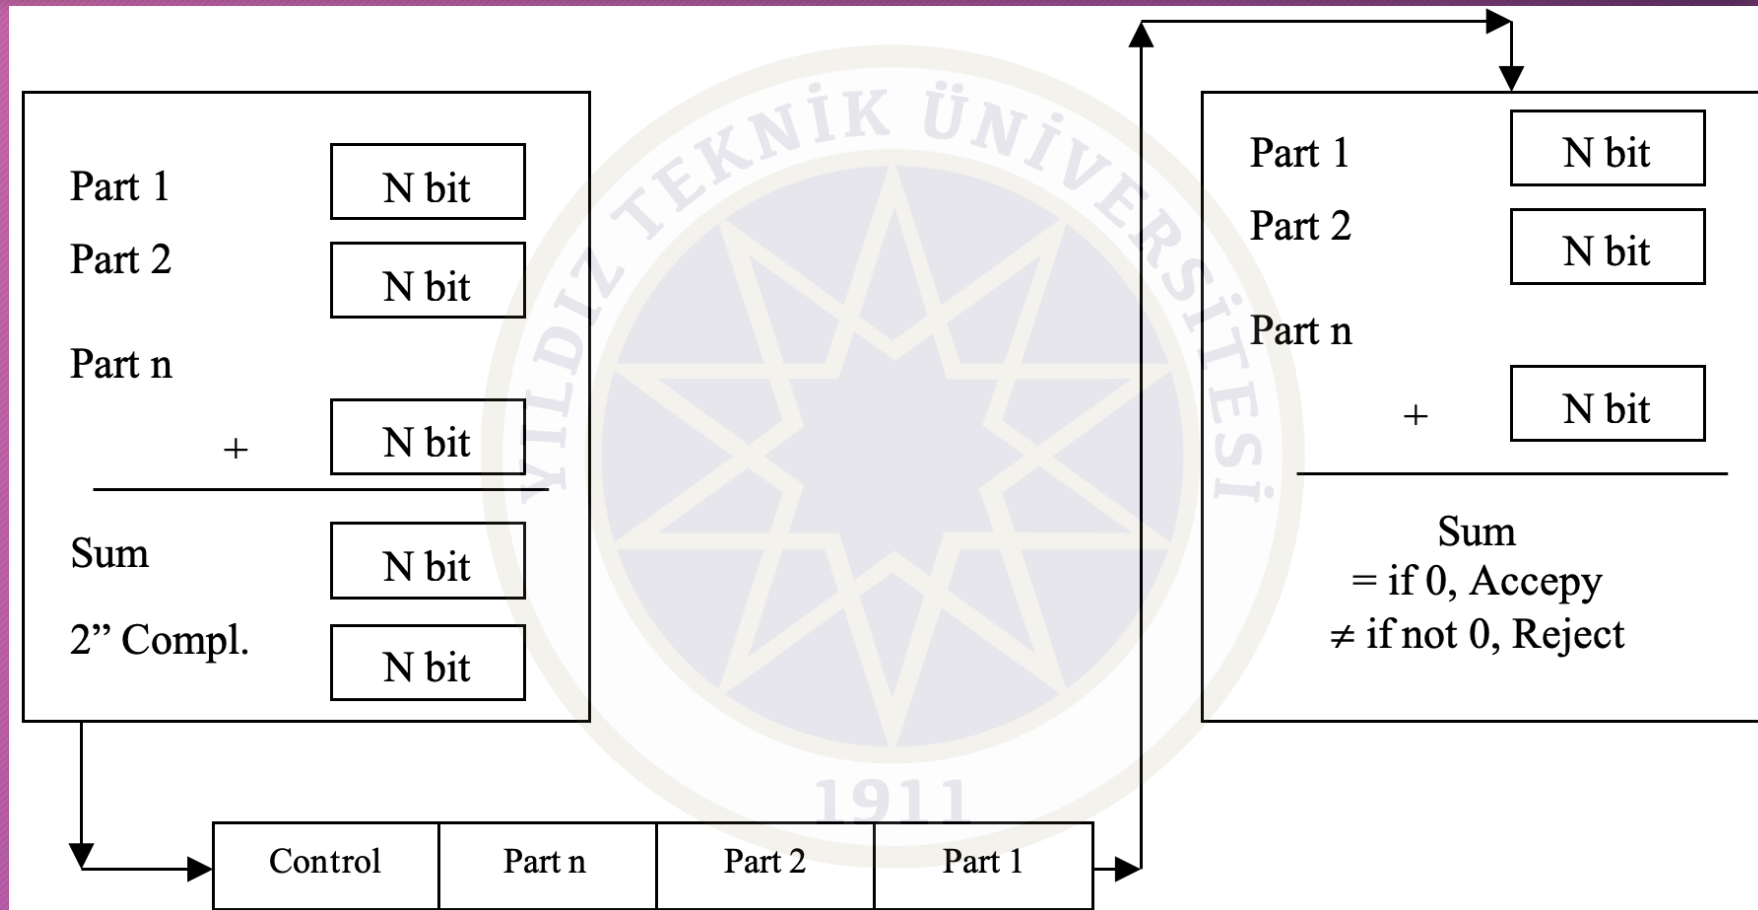 YILDIZ TEKNİK ÜNİVERSİTESİ
1911
Part 1 N bit
Part 2 N bit
Part n
+ N bit
Sum N bit
2” Compl. N bit
Control Part n Part 2 Part 1
Part 1 N bit
Part 2 N bit
Part n
+ N bit
Sum
= if 0, Accepy
≠ if not 0, Reject